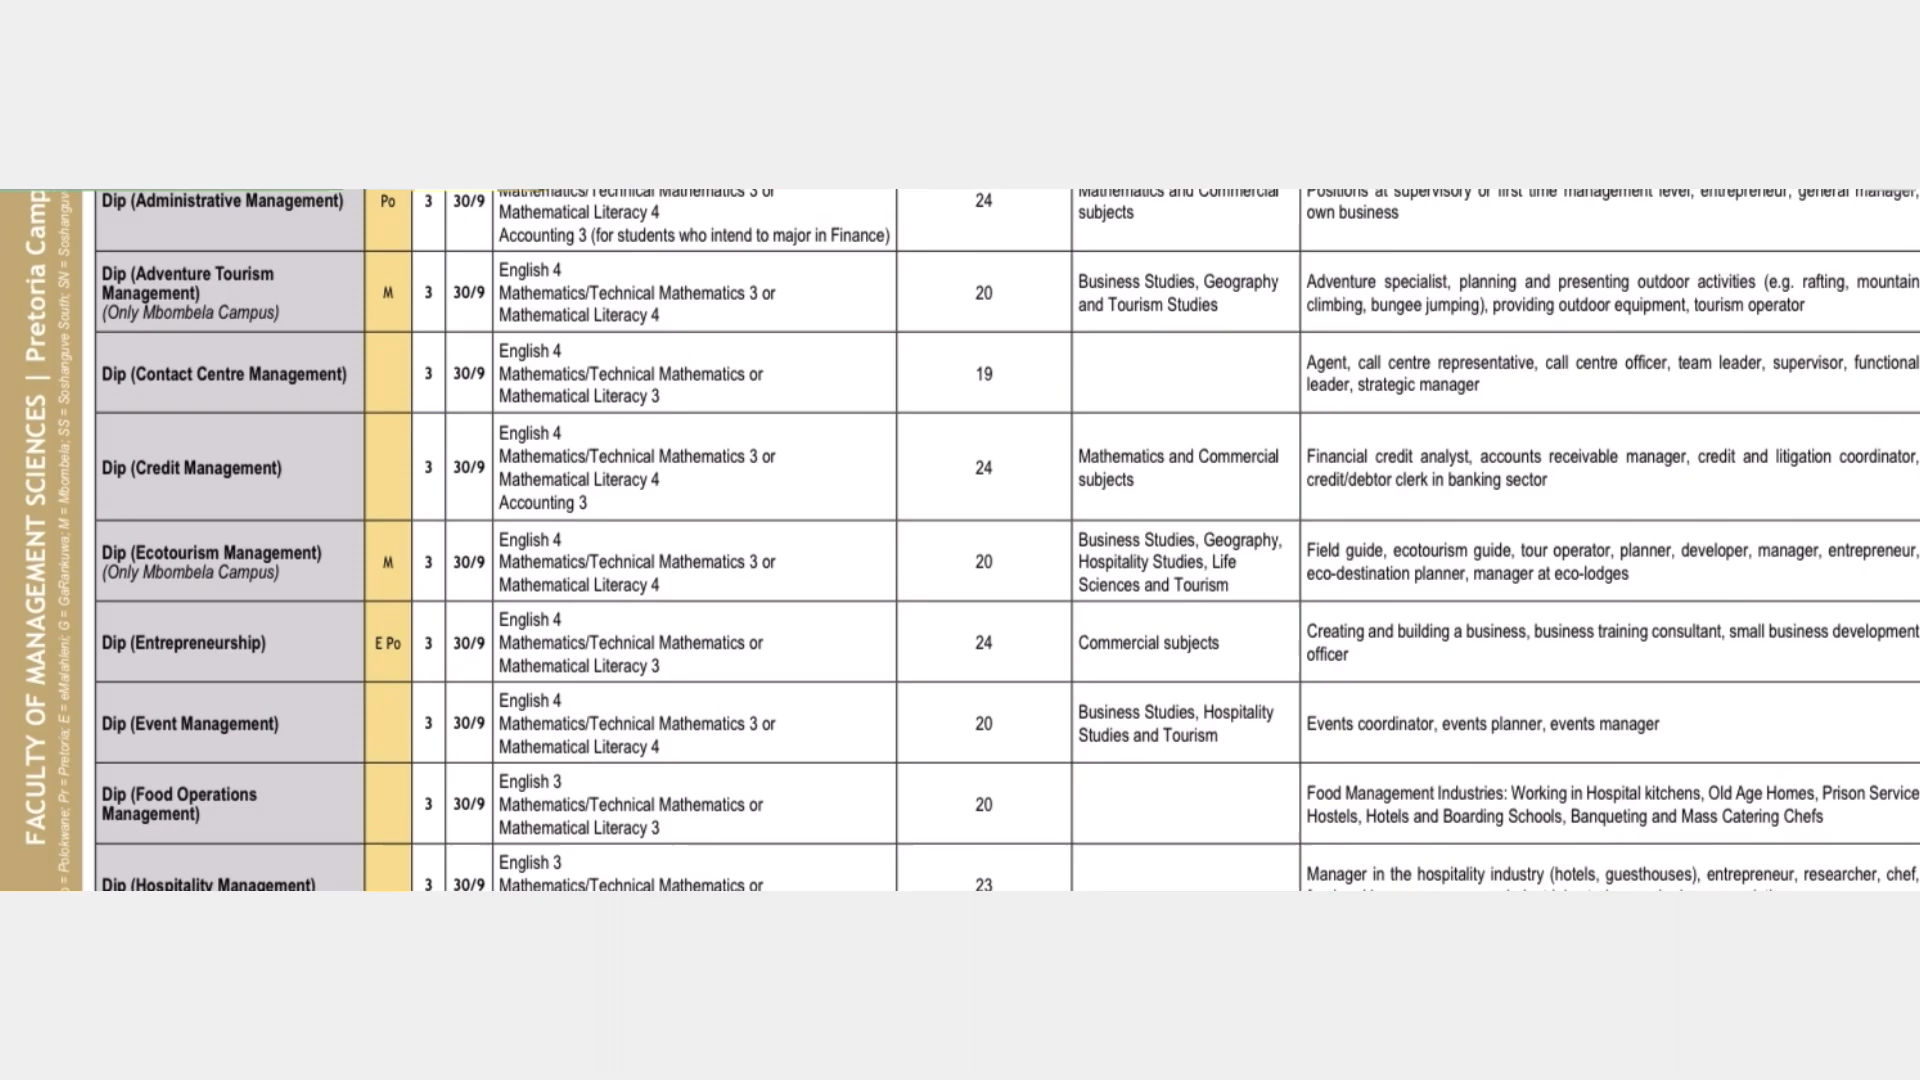 FACULTY OF MANAGEMENT SCIENCES | Pretoria Camp
= Polokwane; Pr = Pretoria; E = eMalahleni; G = GaRankuwa; M = Mbombela; SS = Soshanguve South; SN = Soshanguv
Dip (Administrative Management)
Po
3
30/9
Mathematics/Technical Mathematics 3 or
Mathematical Literacy 4
Accounting 3 (for students who intend to major in Finance)
24
Mathematics and Commercial
subjects
Positions at supervisory or first time management level, entrepreneur, general manager,
own business
Dip (Adventure Tourism
Management)
(Only Mbombela Campus)
M
3
30/9
English 4
Mathematics/Technical Mathematics 3 or
Mathematical Literacy 4
20
Business Studies, Geography
and Tourism Studies
Adventure specialist, planning and presenting outdoor activities (e.g. rafting, mountain
climbing, bungee jumping), providing outdoor equipment, tourism operator
Dip (Contact Centre Management)
3
30/9
English 4
Mathematics/Technical Mathematics or
Mathematical Literacy 3
19
Agent, call centre representative, call centre officer, team leader, supervisor, functional
leader, strategic manager
Dip (Credit Management)
3
30/9
English 4
Mathematics/Technical Mathematics 3 or
Mathematical Literacy 4
Accounting 3
24
Mathematics and Commercial
subjects
Financial credit analyst, accounts receivable manager, credit and litigation coordinator,
credit/debtor clerk in banking sector
Dip (Ecotourism Management)
(Only Mbombela Campus)
M
3
30/9
English 4
Mathematics/Technical Mathematics 3 or
Mathematical Literacy 4
20
Business Studies, Geography,
Hospitality Studies, Life
Sciences and Tourism
Field guide, ecotourism guide, tour operator, planner, developer, manager, entrepreneur,
eco-destination planner, manager at eco-lodges
Dip (Entrepreneurship)
E Po
3
30/9
English 4
Mathematics/Technical Mathematics or
Mathematical Literacy 3
24
Commercial subjects
Creating and building a business, business training consultant, small business development
officer
Dip (Event Management)
3
30/9
English 4
Mathematics/Technical Mathematics 3 or
Mathematical Literacy 4
20
Business Studies, Hospitality
Studies and Tourism
Events coordinator, events planner, events manager
Dip (Food Operations
Management)
3
30/9
English 3
Mathematics/Technical Mathematics or
Mathematical Literacy 3
20
Food Management Industries: Working in Hospital kitchens, Old Age Homes, Prison Service
Hostels, Hotels and Boarding Schools, Banqueting and Mass Catering Chefs
Dip (Hospitality Management)
3
30/9
English 3
Mathematics/Technical Mathematics or
23
Manager in the hospitality industry (hotels, guesthouses), entrepreneur, researcher, chef,